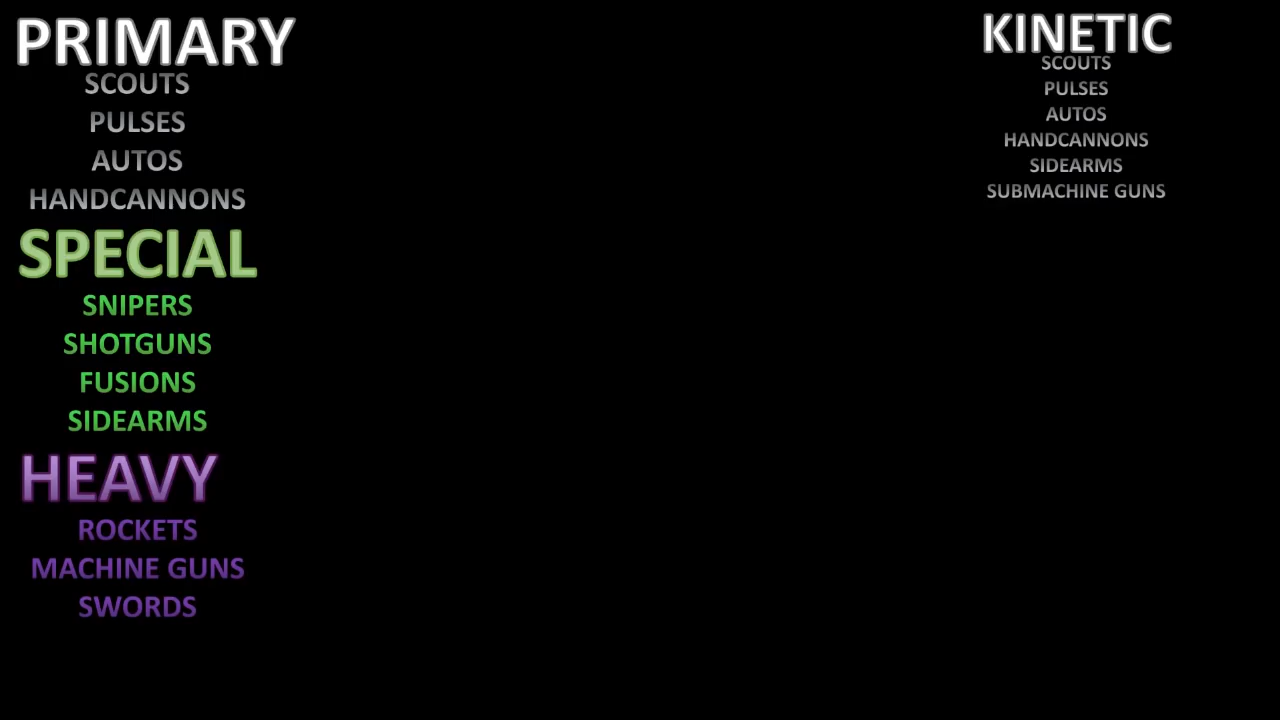 PRIMARY
SCOUTS
PULSES
AUTOS
HANDCANNONS
SPECIAL
SNIPERS
SHOTGUNS
FUSIONS
SIDEARMS
HEAVY
ROCKETS
MACHINE GUNS
SWORDS
KINETIC
SCOUTS
PULSES
AUTOS
HANDCANNONS
SIDEARMS
SUBMACHINE GUNS